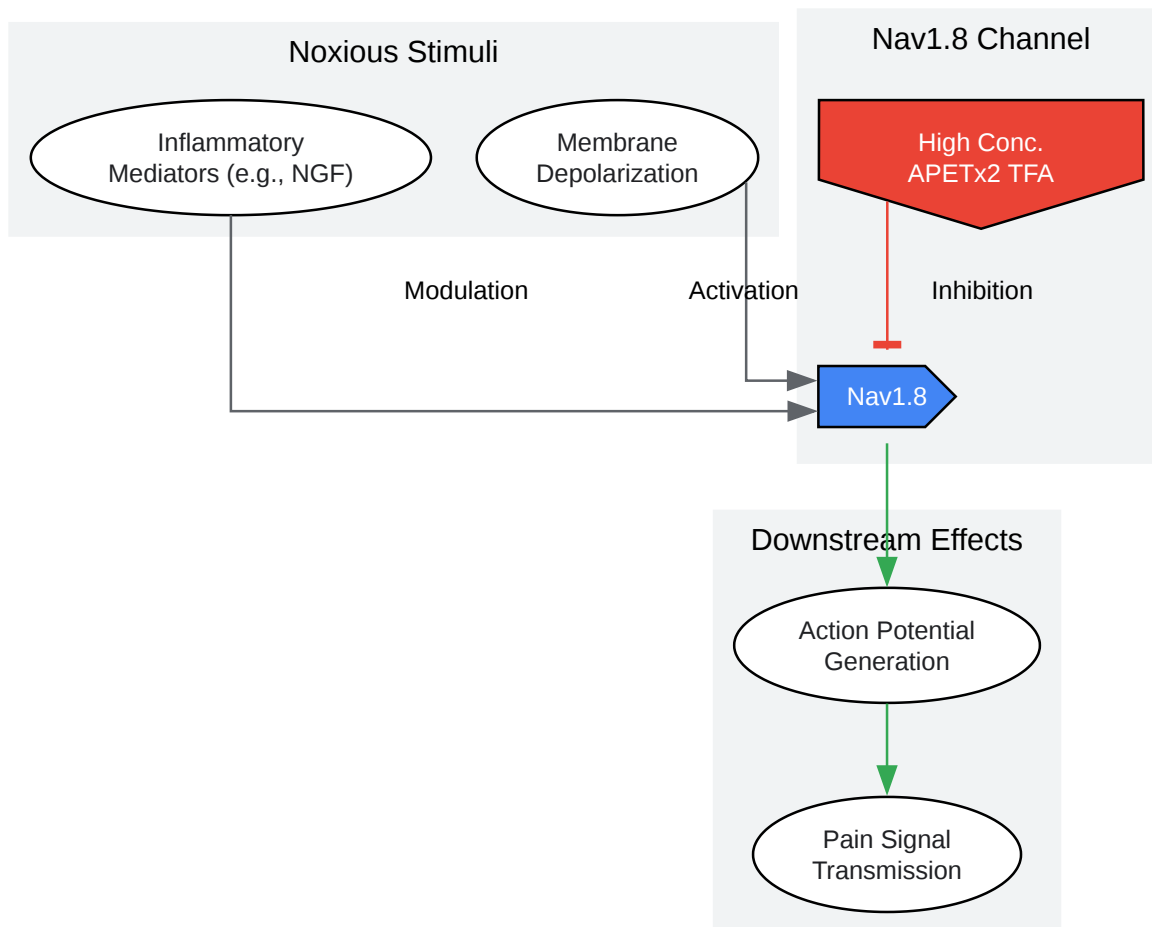 Noxious Stimuli
Nav1.8 Channel
Inflammatory
Mediators (e.g., NGF)
Membrane
Depolarization
High Conc.
APETx2 TFA
Modulation
Activation
Inhibition
Nav1.8
Downstream Effects
Action Potential
Generation
Pain Signal
Transmission